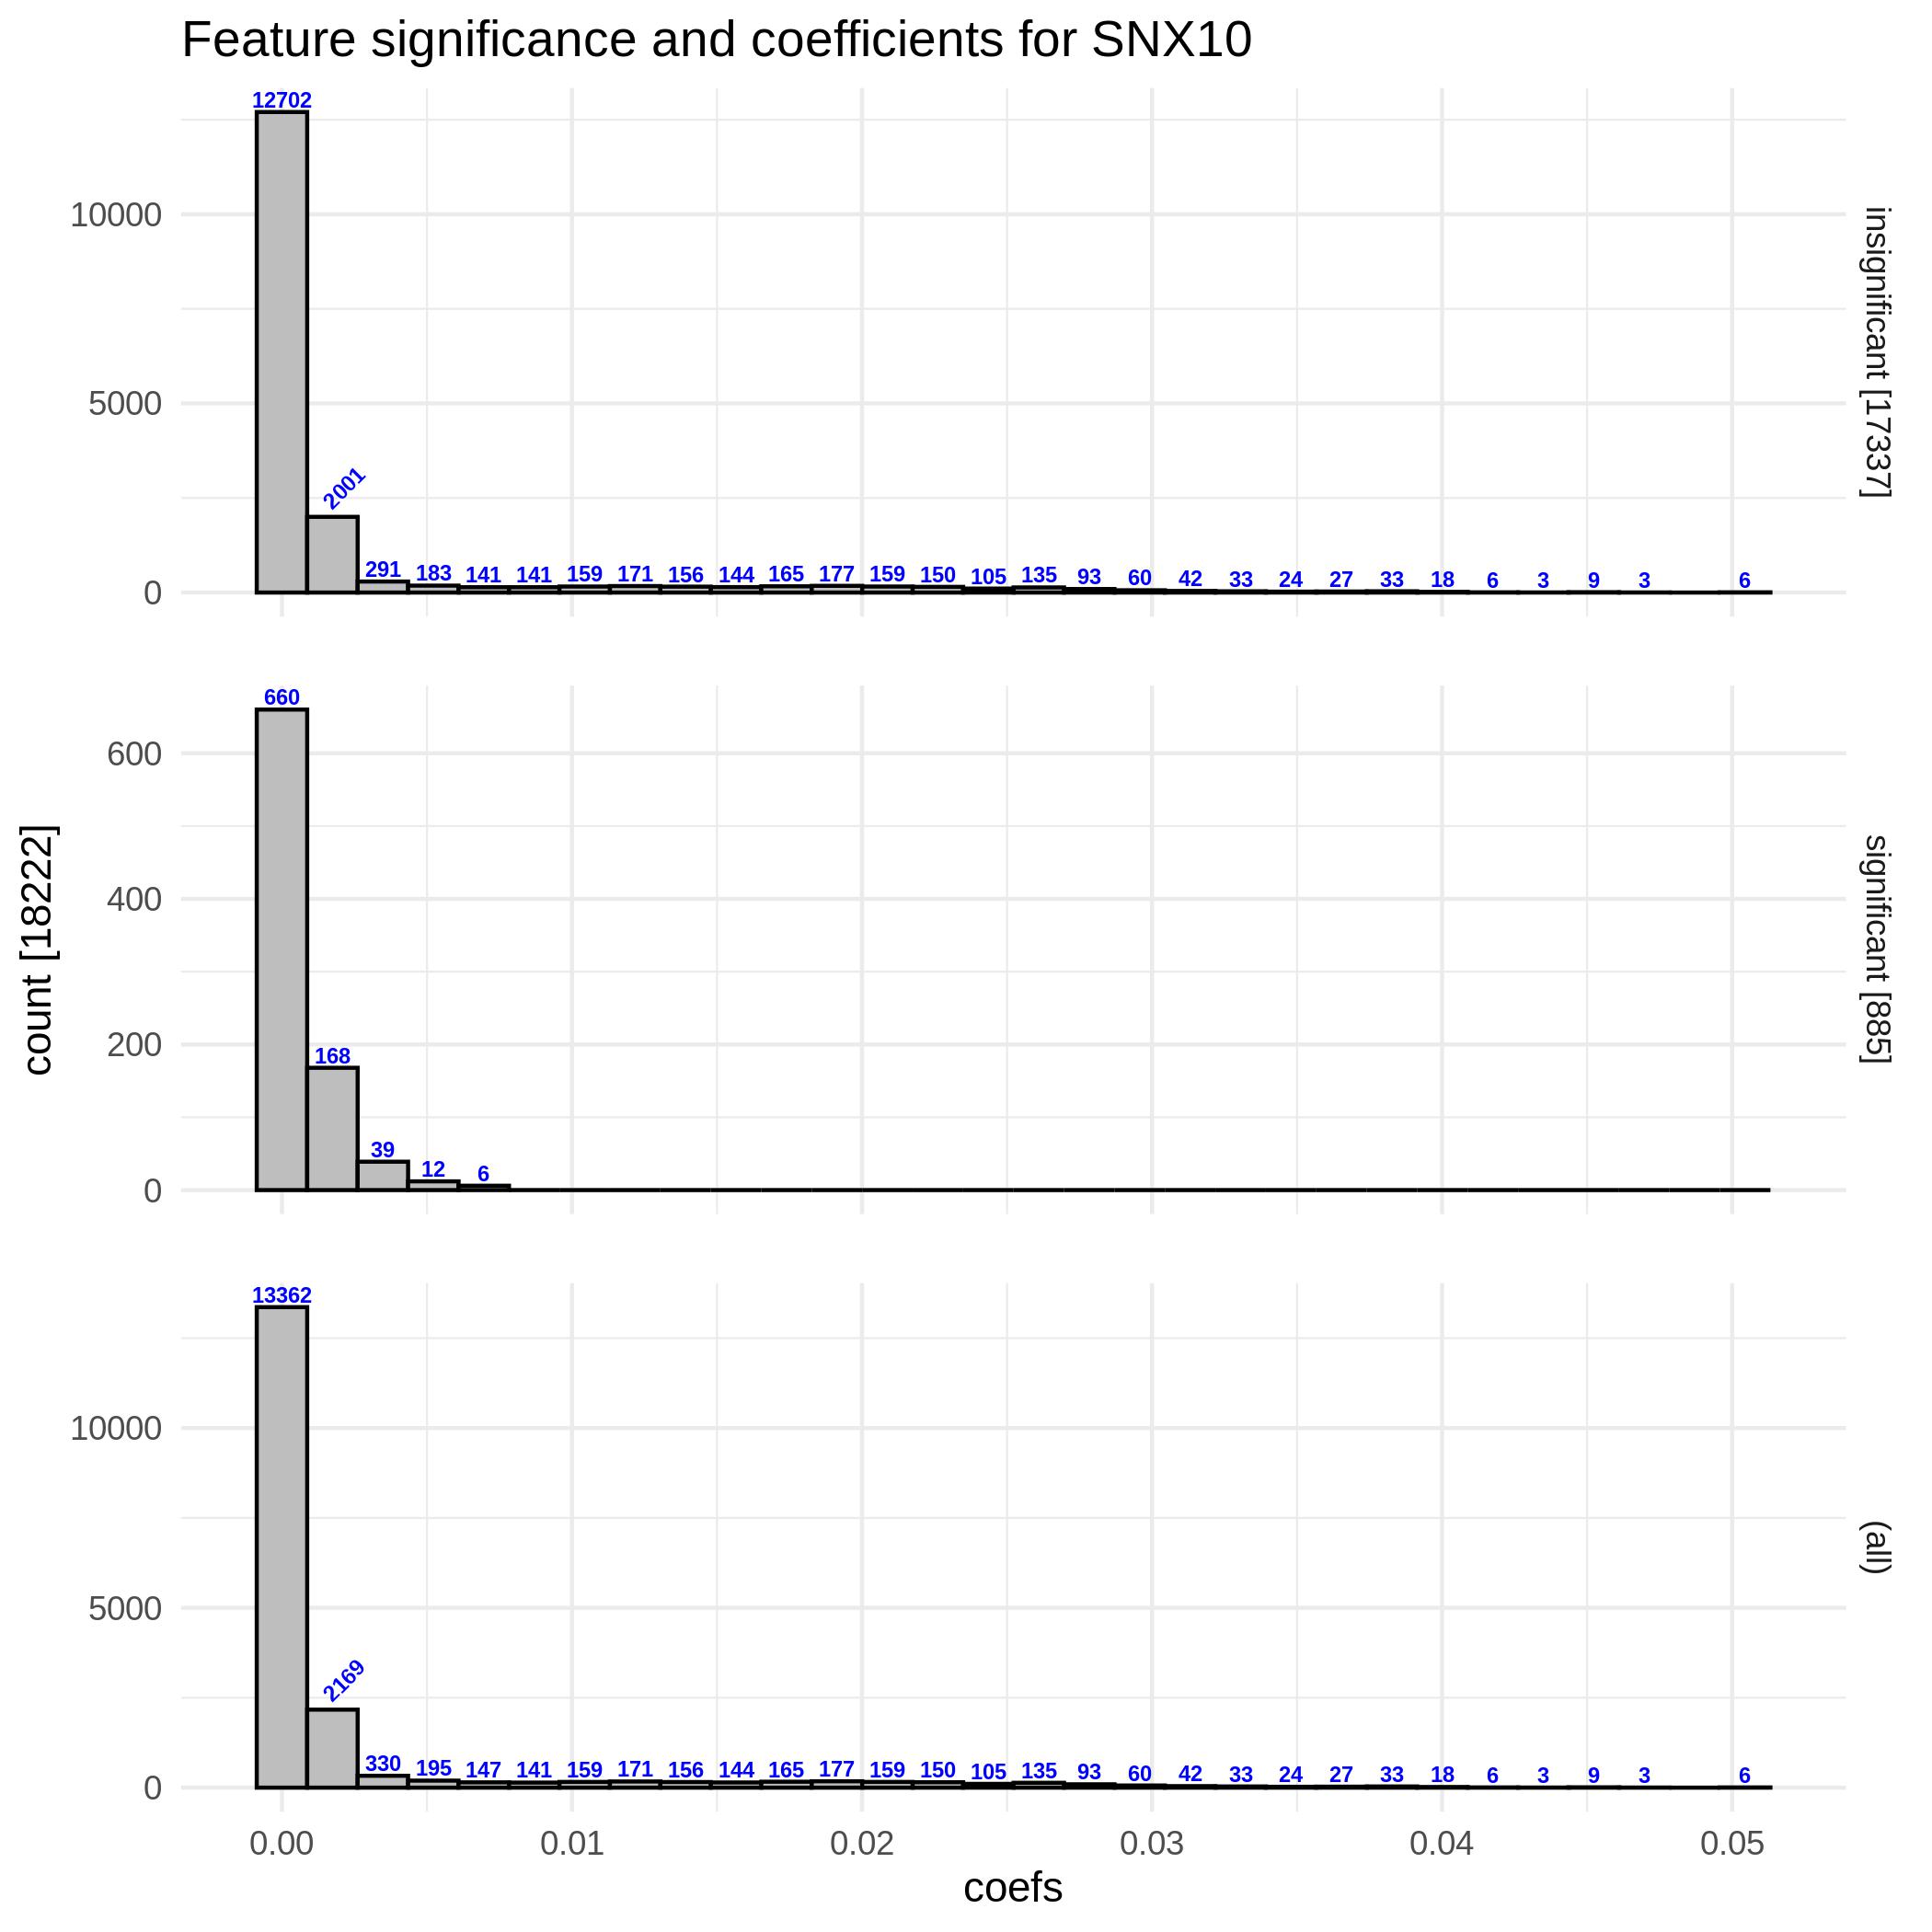 Feature significance and coefficients for SNX10
12702
10000
5000
2001
291 183 141 141 159 171 156 144 165 177 159 150 105 135 93 60 42 33 24 27 33 18 6 3 9 3 6
0
insignificant [17337]
660
600
400
200
168
39
12
6
0
significant [885]
count [18222]
13362
10000
5000
2169
330 195 147 141 159 171 156 144 165 177 159 150 105 135 93 60 42 33 24 27 33 18 6 3 9 3 6
0
(all)
0.00 0.01 0.02 0.03 0.04 0.05
coefs